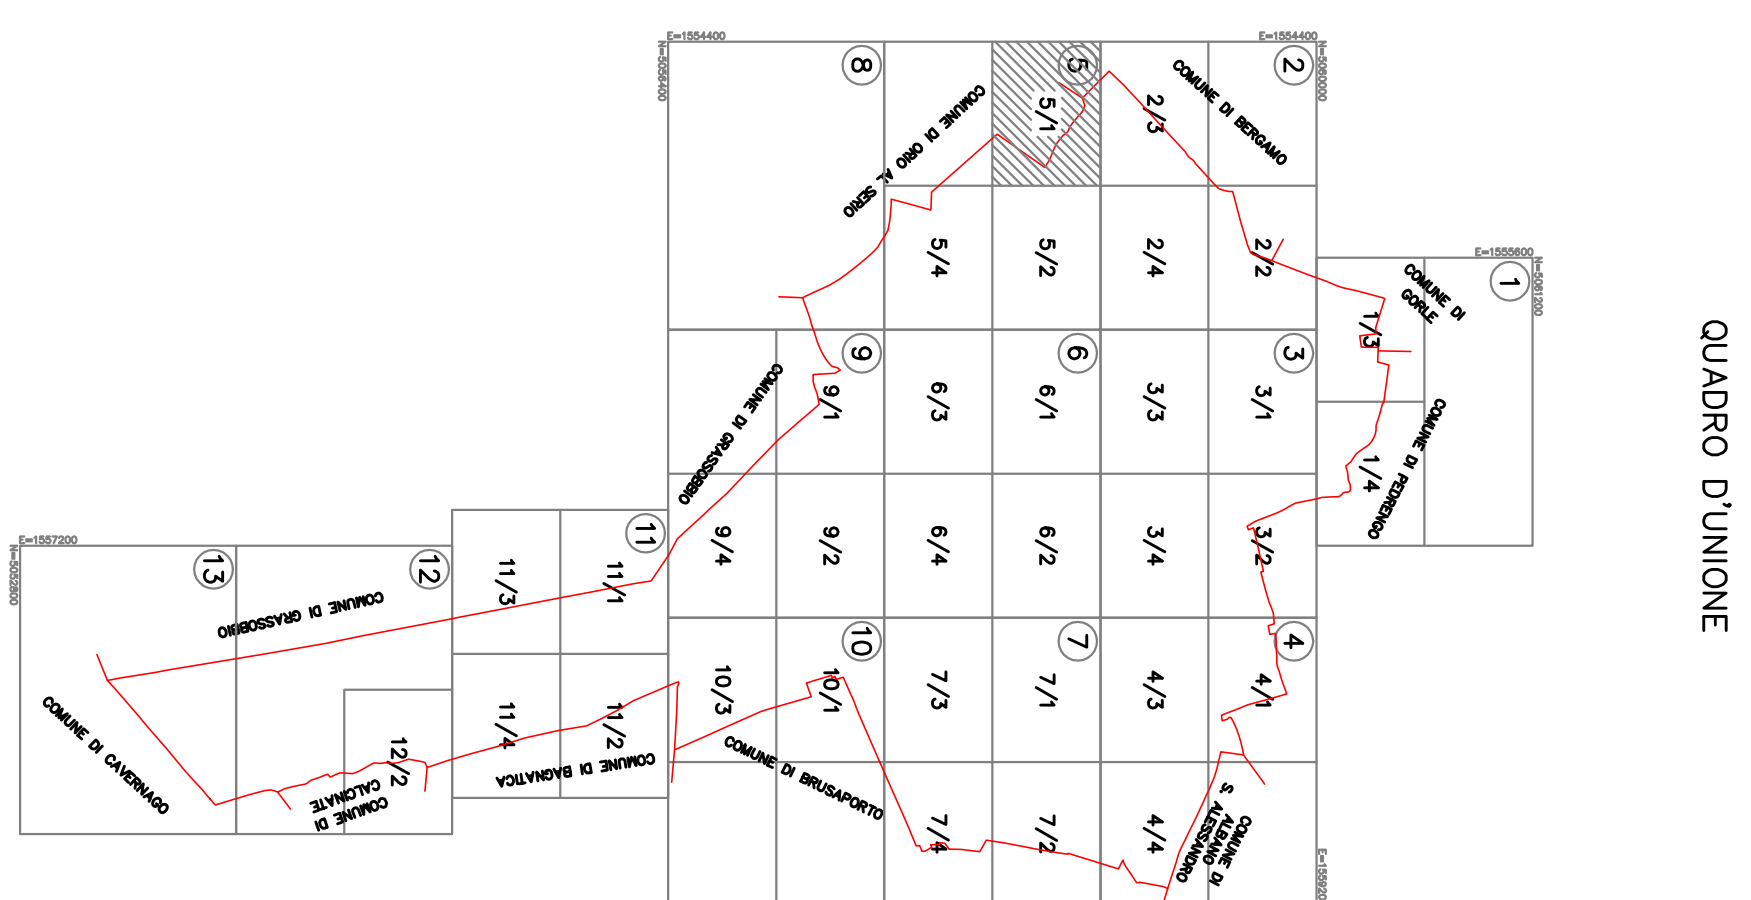 QUADRO D'UNIONE
E=1555600
N=5061200
1
COMUNE DI
GORLE
1/3
COMUNE DI PEDRENGO
1/4
E=1554400
N=5060000
2
COMUNE DI BERGAMO
2/2
2/3
2/4
3
3/1
3/2
3/3
3/4
4
4/1
4/3
4/4
COMUNE DI
S. ALBANO
ALESSANDRO
5
5/1
5/2
5/4
6
6/1
6/2
6/3
6/4
7
7/1
7/2
7/3
7/4
E=1554400
N=5056400
8
COMUNE DI ORIO AL SERIO
9
9/1
9/2
9/4
COMUNE DI GRASSOBBIO
10
10/1
10/3
COMUNE DI BRUSAPORTO
11
11/1
11/2
11/3
11/4
COMUNE DI BAGNATICA
12
12/2
COMUNE DI
CALCINATE
COMUNE DI GRASSOBBIO
E=1557200
N=5052800
13
COMUNE DI CAVERNAGO